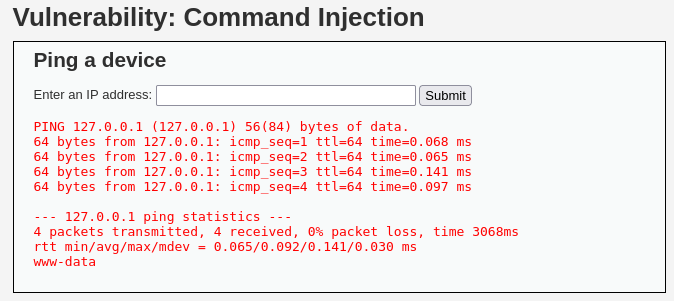 Vulnerability: Command Injection
Ping a device
Enter an IP address: Submit
PING 127.0.0.1 (127.0.0.1) 56(84) bytes of data.
64 bytes from 127.0.0.1: icmp_seq=1 ttl=64 time=0.068 ms
64 bytes from 127.0.0.1: icmp_seq=2 ttl=64 time=0.065 ms
64 bytes from 127.0.0.1: icmp_seq=3 ttl=64 time=0.141 ms
64 bytes from 127.0.0.1: icmp_seq=4 ttl=64 time=0.097 ms
--- 127.0.0.1 ping statistics ---
4 packets transmitted, 4 received, 0% packet loss, time 3068ms
rtt min/avg/max/mdev = 0.065/0.092/0.141/0.030 ms
www-data